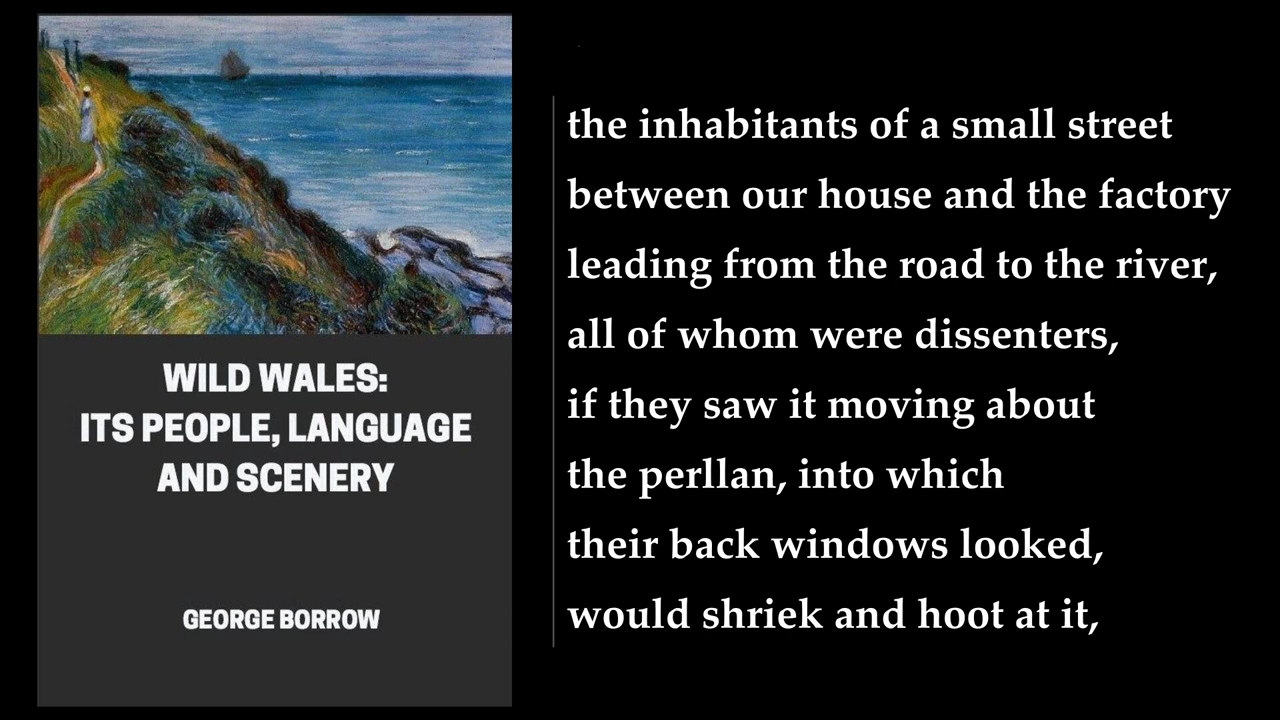 WILD WALES:
ITS PEOPLE, LANGUAGE
AND SCENERY
GEORGE BORROW
the inhabitants of a small street
between our house and the factory
leading from the road to the river,
all of whom were dissenters,
if they saw it moving about
the perllan, into which
their back windows looked,
would shriek and hoot at it,